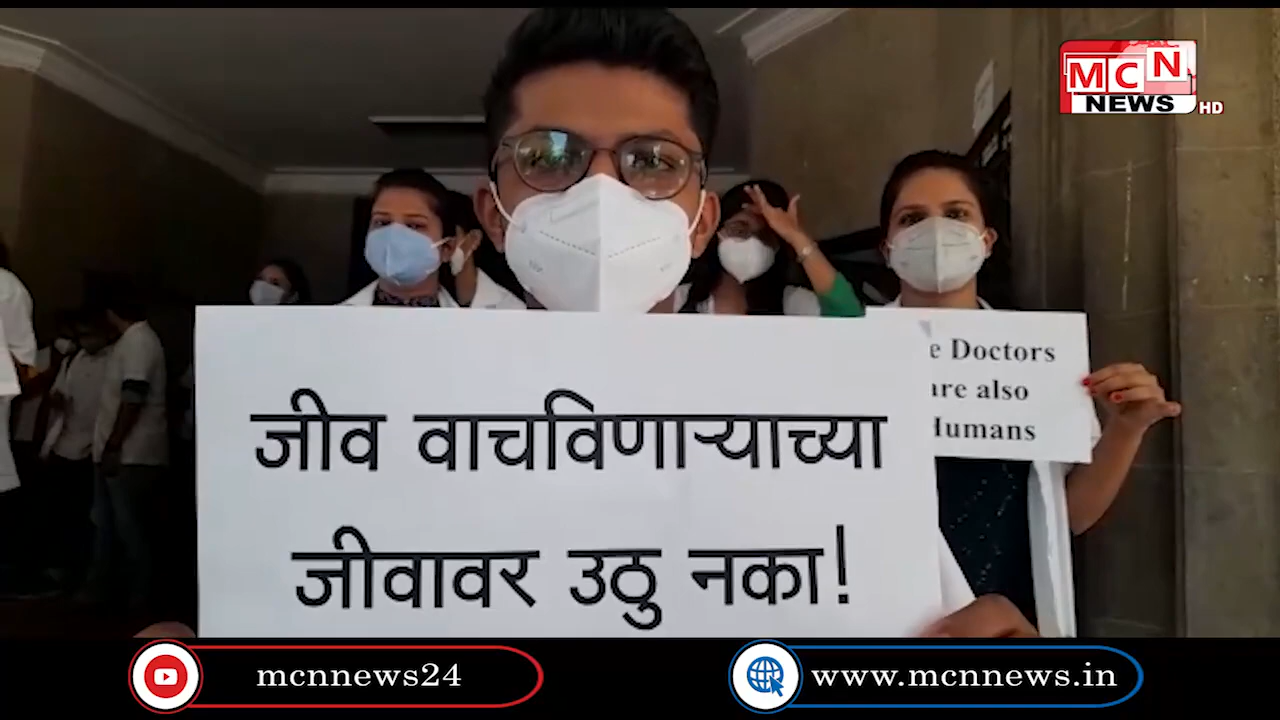 MCN
NEWS HD
जीव वाचविणाऱ्याच्या
जीवावर उठु नका!
Doctors
are also
Humans
mcnnews24
www.mcnnews.in